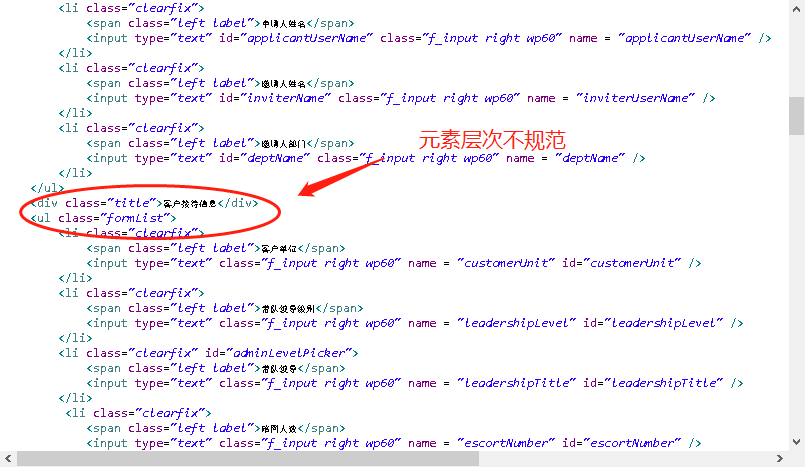 <li class="clearfix">
<span class="left label">申请人姓名</span>
<input type="text" id="applicantUserName" class="f_input right wp60" name = "applicantUserName" />
</li>
<li class="clearfix">
<span class="left label">邀请人姓名</span>
<input type="text" id="inviterName" class="f_input right wp60" name = "inviterUserName" />
</li>
<li class="clearfix">
<span class="left label">邀请人部门</span>
元素层次不规范
<input type="text" id="deptName" class="f_input right wp60" name = "deptName" />
</li>
</ul>
<div class="title">客户接待信息</div>
<ul class="formList">
<li class="clearfix">
<span class="left label">客户单位</span>
<input type="text" class="f_input right wp60" name = "customerUnit" id="customerUnit" />
</li>
<li class="clearfix">
<span class="left label">带队领导级别</span>
<input type="text" class="f_input right wp60" name = "leadershipLevel" id="leadershipLevel" />
</li>
<li class="clearfix" id="adminLevelPicker">
<span class="left label">带队领导</span>
<input type="text" class="f_input right wp60" name = "leadershipTitle" id="leadershipTitle" />
</li>
<li class="clearfix">
<span class="left label">陪同人数</span>
<input type="text" class="f_input right wp60" name = "escortNumber" id="escortNumber" />